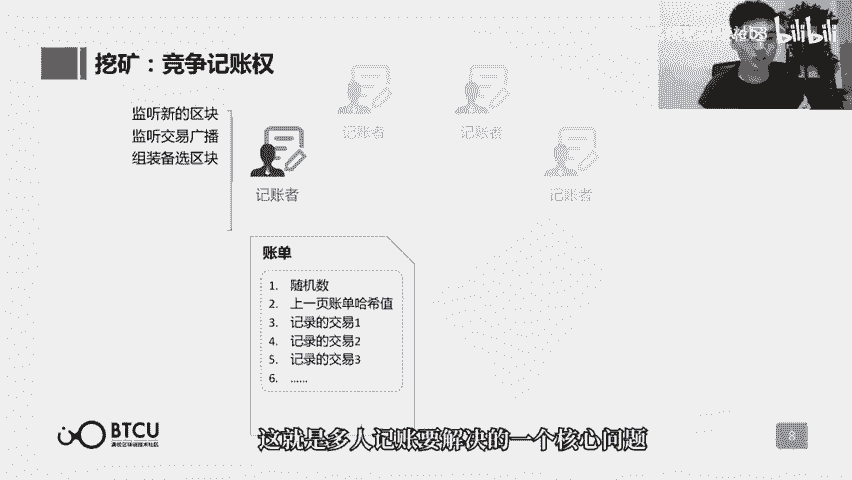 挖矿：竞争记账权
bilibili
监听新的区块
监听交易广播
组装备选区块
记账者
记账者
记账者
记账者
账单
1. 随机数
2. 上一页账单哈希值
3. 记录的交易1
4. 记录的交易2
5. 记录的交易3
6. ......
BTCU
这就是多人记账要解决的一个核心问题
8